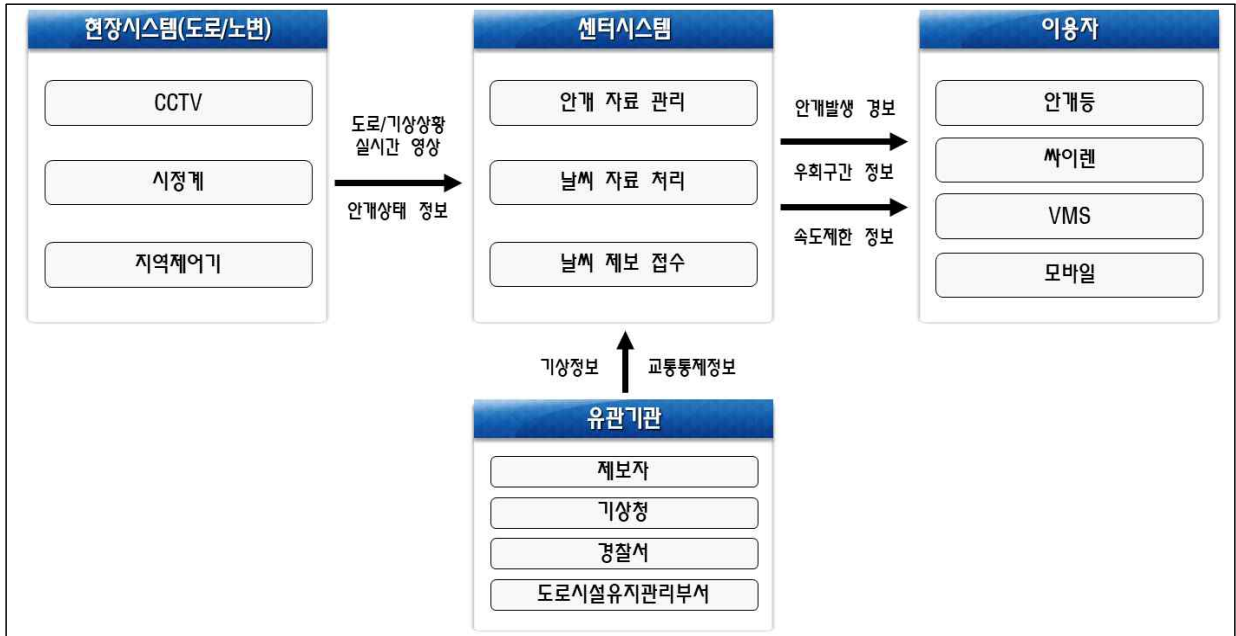 현장시스템(도로/노변)
CCTV
시정계
지역제어기
도로/기상상황
실시간 영상
안개상태 정보
센터시스템
안개 자료 관리
날씨 자료 처리
날씨 제보 접수
안개발생 경보
우회구간 정보
속도제한 정보
이용자
안개등
싸이렌
VMS
모바일
기상정보
교통통제정보
유관기관
제보자
기상청
경찰서
도로시설유지관리부서